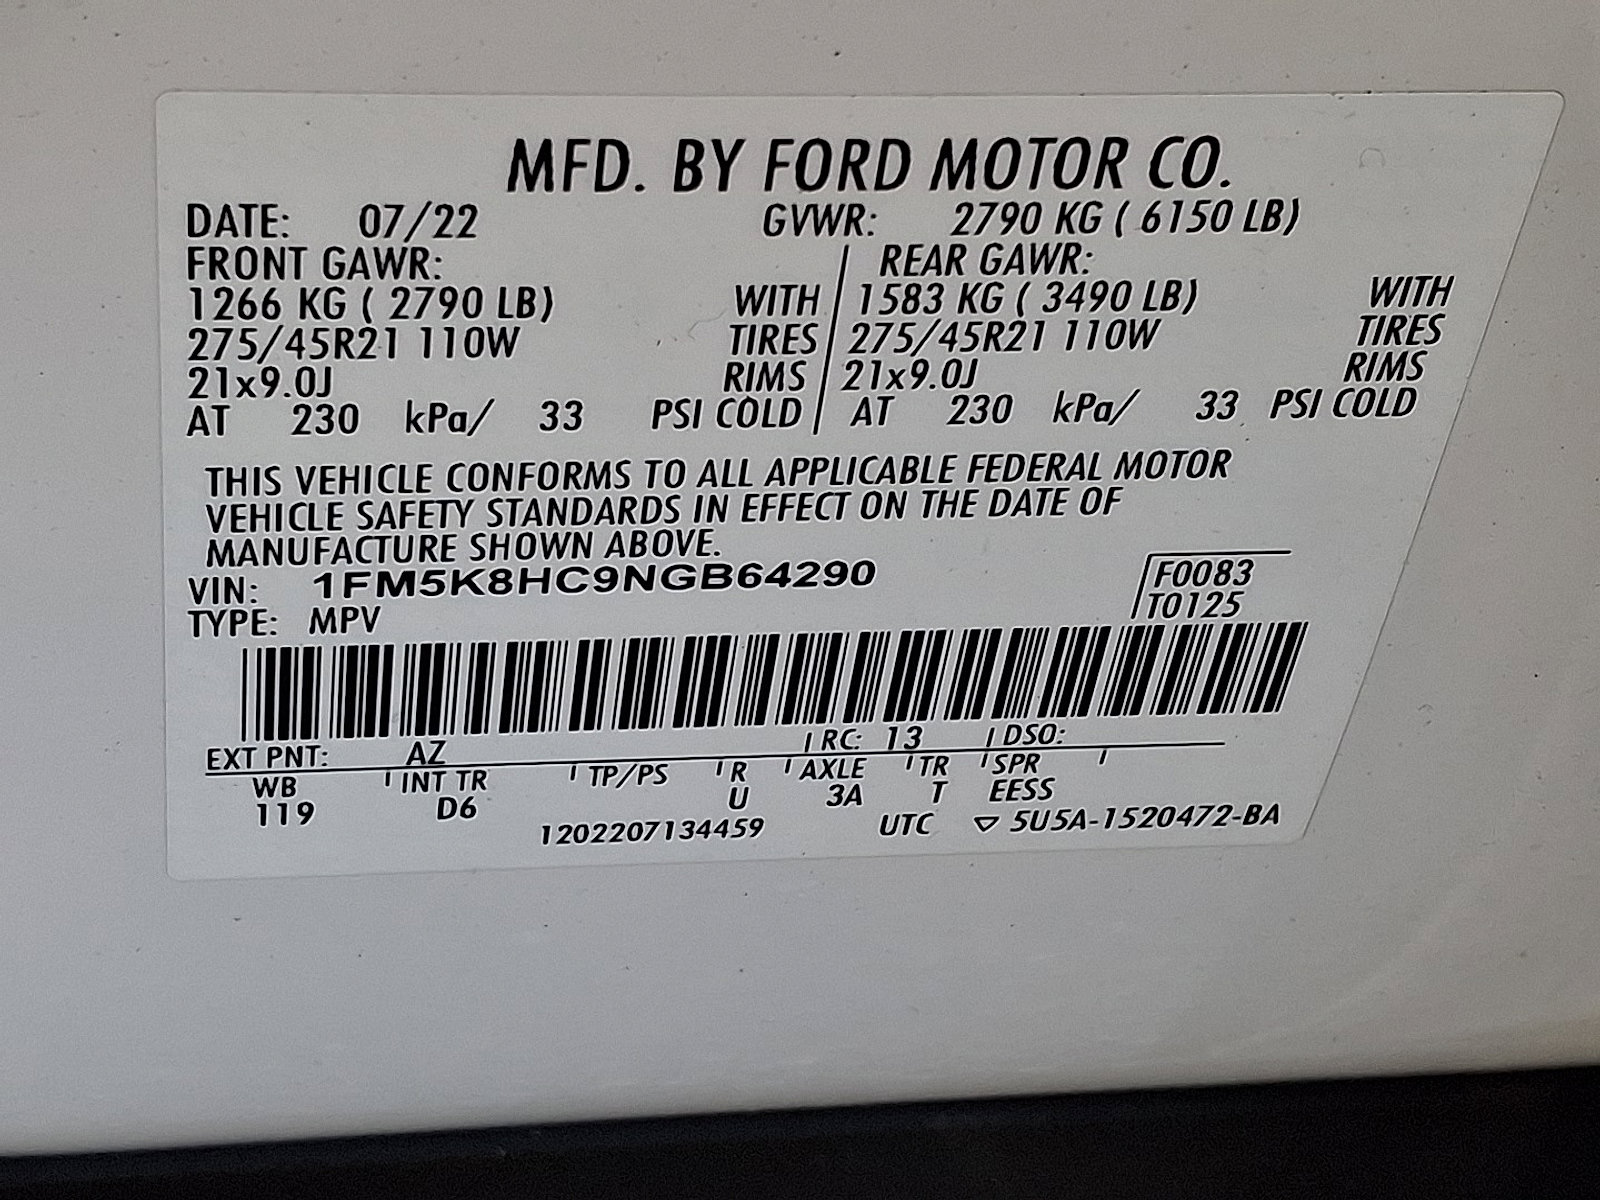 MFD. BY FORD MOTOR CO.
DATE: 07/22 GVWR: 2790 KG ( 6150 LB)
FRONT GAWR: REAR GAWR:
1266 KG ( 2790 LB) WITH 1583 KG ( 3490 LB) WITH
275/45R21 110W TIRES 275/45R21 110W TIRES
21x9.0J RIMS 21x9.0J RIMS
AT 230 kPa/ 33 PSI COLD AT 230 kPa/ 33 PSI COLD
THIS VEHICLE CONFORMS TO ALL APPLICABLE FEDERAL MOTOR
VEHICLE SAFETY STANDARDS IN EFFECT ON THE DATE OF
MANUFACTURE SHOWN ABOVE.
VIN: 1FM5K8HC9NGB64290 F0083
TYPE: MPV T0125
EXT PNT: AZ RC: 13 DSO:
WB INT TR TP/PS R AXLE TR SPR
119 D6 U 3A T EESS
1202207134459 UTC ▽ 5U5A-1520472-BA